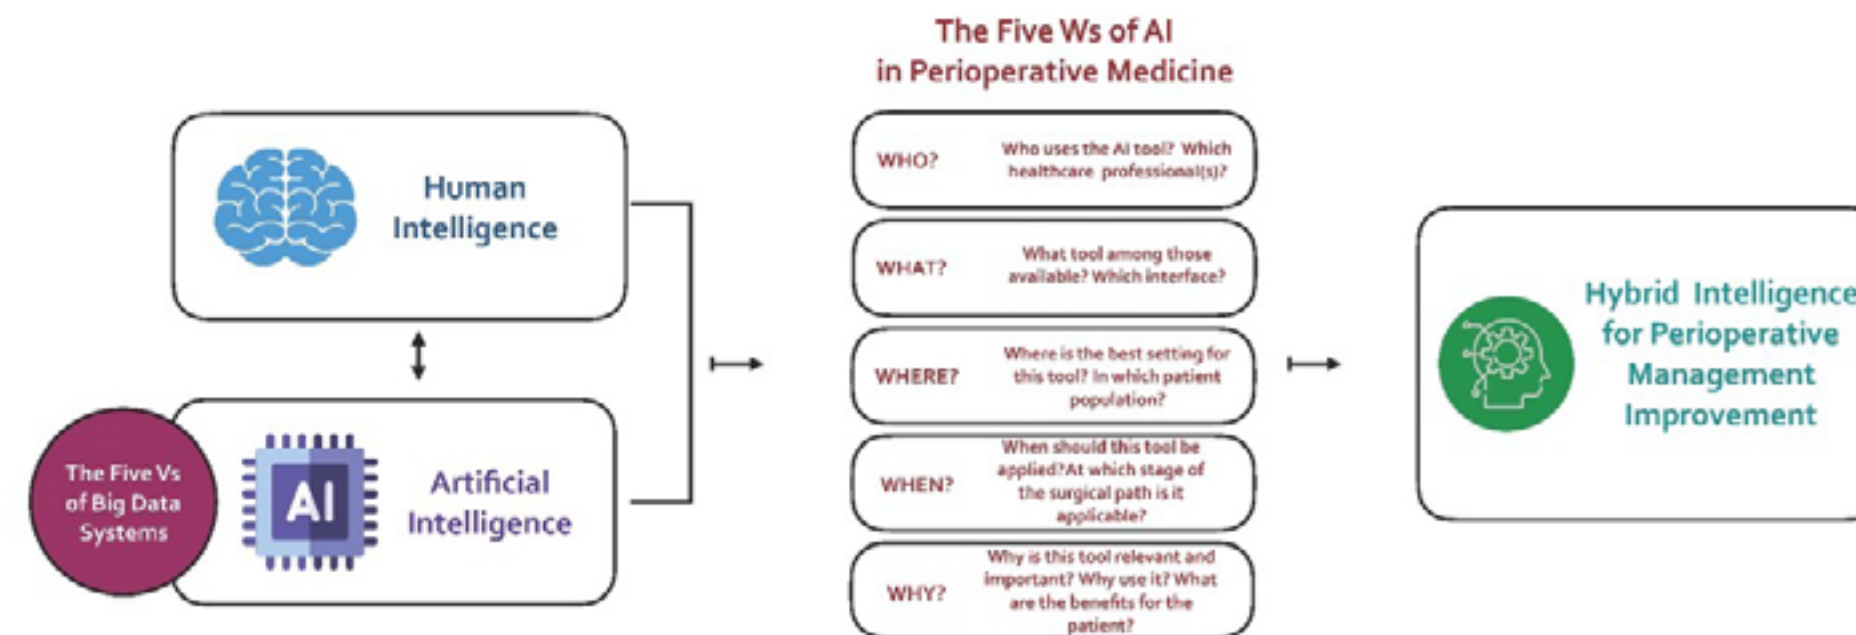 The Five Ws of AI
in Perioperative Medicine
Human
Intelligence
The Five Vs
of Big Data
Systems
AI
Artificial
Intelligence
WHO?
Who uses the AI tool? Which
healthcare professional(s)?
WHAT?
What tool among those
available? Which interface?
WHERE?
Where is the best setting for
this tool? In which patient
population?
WHEN?
When should this tool be
applied?At which stage of
the surgical path is it
applicable?
WHY?
Why is this tool relevant and
important? Why use it? What
are the benefits for the
patient?
Hybrid Intelligence
for Perioperative
Management
Improvement